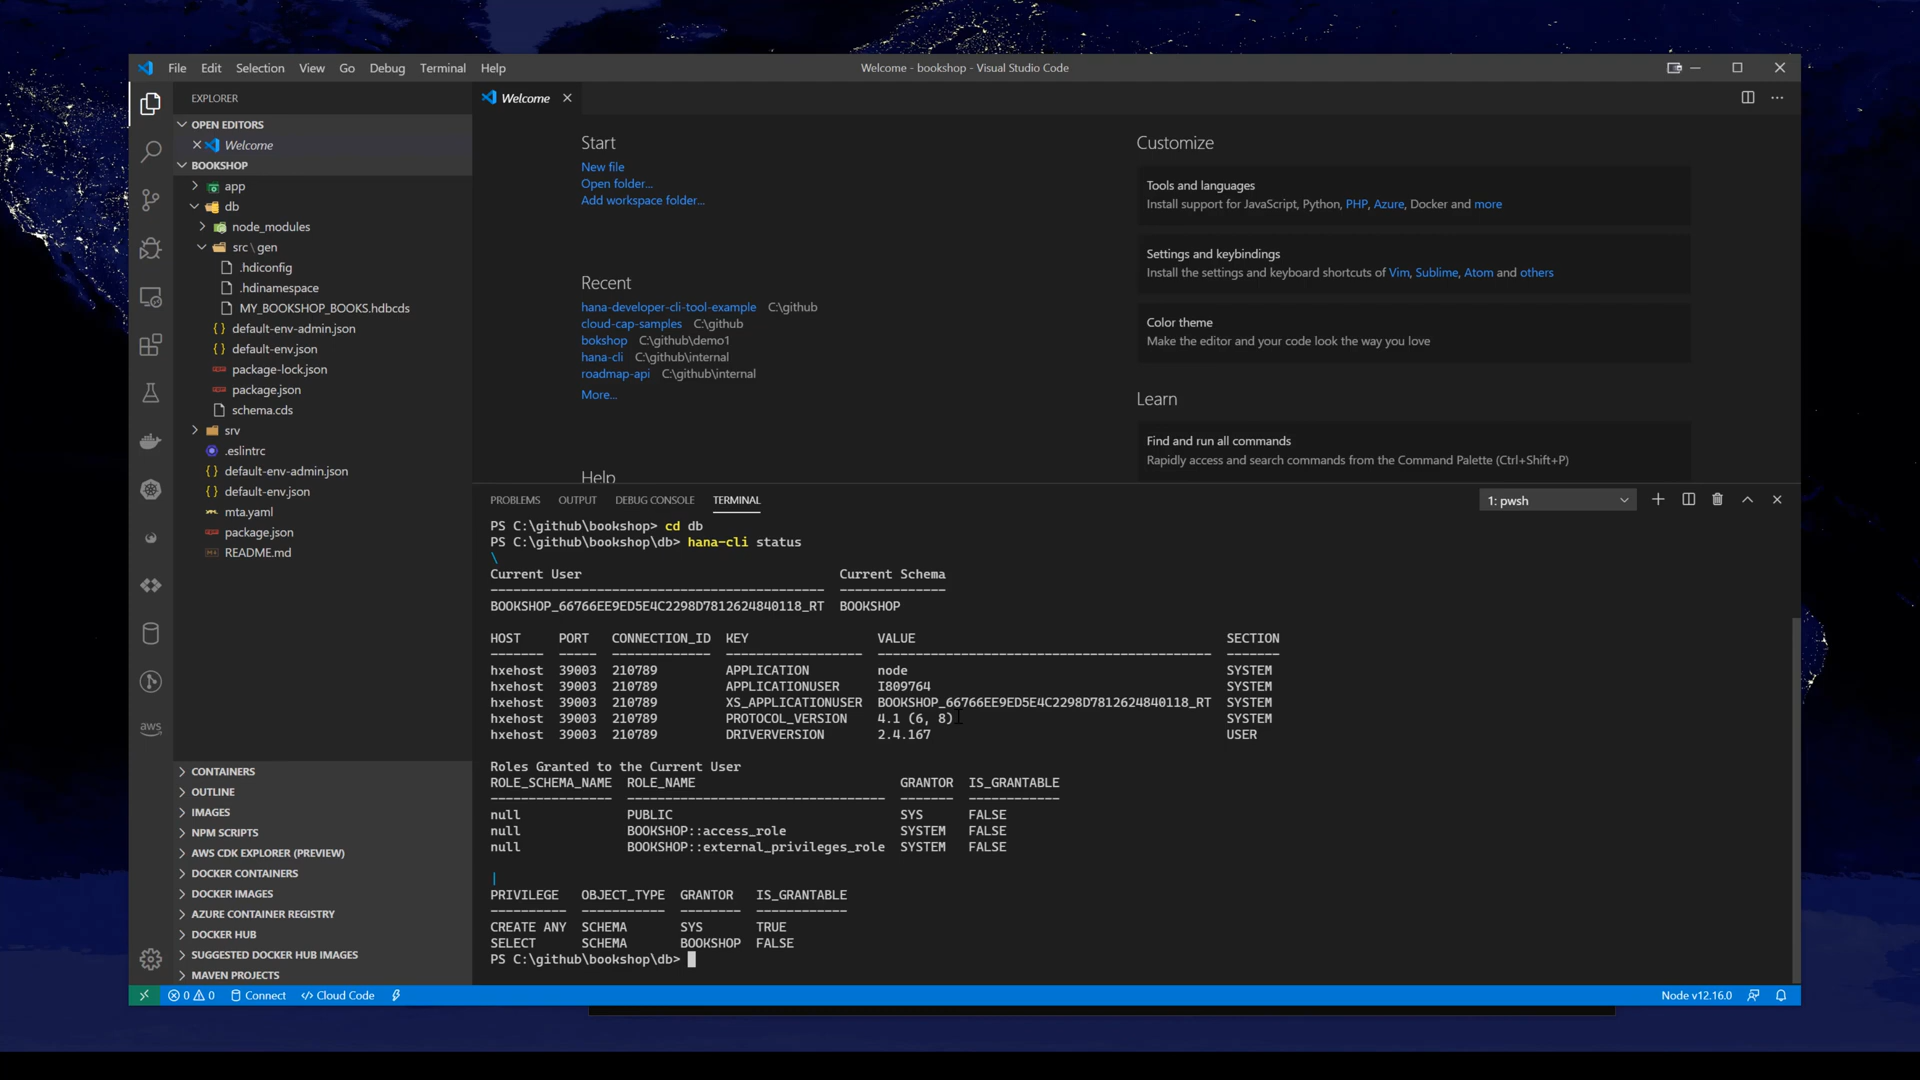 File Edit Selection View Go Debug Terminal Help
Welcome - bookshop - Visual Studio Code
EXPLORER
OPEN EDITORS
Welcome
BOOKSHOP
app
db
node_modules
src \ gen
.hdiconfig
.hdinamespace
MY_BOOKSHOP_BOOKS.hdbcds
default-env-admin.json
default-env.json
package-lock.json
package.json
schema.cds
srv
.eslintrc
default-env-admin.json
default-env.json
mta.yaml
package.json
README.md
CONTAINERS
OUTLINE
IMAGES
NPM SCRIPTS
AWS CDK EXPLORER (PREVIEW)
DOCKER CONTAINERS
DOCKER IMAGES
AZURE CONTAINER REGISTRY
DOCKER HUB
SUGGESTED DOCKER HUB IMAGES
MAVEN PROJECTS
aws
Welcome
Start
New file
Open folder...
Add workspace folder...
Recent
hana-developer-cli-tool-example C:\github
cloud-cap-samples C:\github
bokshop C:\github\demo1
hana-cli C:\github\internal
roadmap-api C:\github\internal
More...
Help
Customize
Tools and languages
Install support for JavaScript, Python, PHP, Azure, Docker and more
Settings and keybindings
Install the settings and keyboard shortcuts of Vim, Sublime, Atom and others
Color theme
Make the editor and your code look the way you love
Learn
Find and run all commands
Rapidly access and search commands from the Command Palette (Ctrl+Shift+P)
PROBLEMS OUTPUT DEBUG CONSOLE TERMINAL
1: pwsh
PS C:\github\bookshop> cd db
PS C:\github\bookshop\db> hana-cli status
\
Current User Current Schema
-------------------------------------------- --------------
BOOKSHOP_66766EE9ED5E4C2298D7812624840118_RT BOOKSHOP
HOST PORT CONNECTION_ID KEY VALUE SECTION
------- ----- ------------- ------------------ -------------------------------------------- -------
hxehost 39003 210789 APPLICATION node SYSTEM
hxehost 39003 210789 APPLICATIONUSER I809764 SYSTEM
hxehost 39003 210789 XS_APPLICATIONUSER BOOKSHOP_66766EE9ED5E4C2298D7812624840118_RT SYSTEM
hxehost 39003 210789 PROTOCOL_VERSION 4.1 (6, 8) SYSTEM
hxehost 39003 210789 DRIVERVERSION 2.4.167 USER
Roles Granted to the Current User
ROLE_SCHEMA_NAME ROLE_NAME GRANTOR IS_GRANTABLE
---------------- ---------------------------------- ------- ------------
null PUBLIC SYS FALSE
null BOOKSHOP::access_role SYSTEM FALSE
null BOOKSHOP::external_privileges_role SYSTEM FALSE
|
PRIVILEGE OBJECT_TYPE GRANTOR IS_GRANTABLE
---------- ----------- -------- ------------
CREATE ANY SCHEMA SYS TRUE
SELECT SCHEMA BOOKSHOP FALSE
PS C:\github\bookshop\db>
0 0 Connect </> Cloud Code
Node v12.16.0